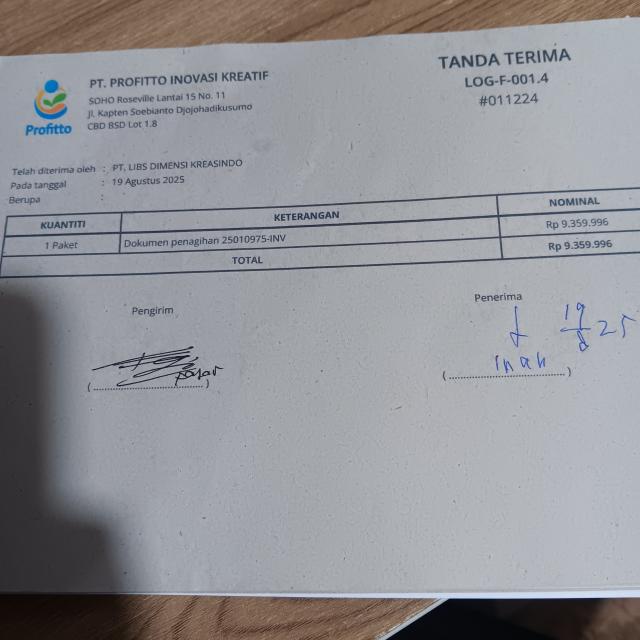 PT. PROFITTO INOVASI KREATIF
SOHO Roseville Lantai 15 No. 11
Jl. Kapten Soebianto Djojohadikusumo
CBD BSD Lot 1.8
Profitto
TANDA TERIMA
LOG-F-001.4
#011224
Telah diterima oleh : PT. LIBS DIMENSI KREASINDO
Pada tanggal : 19 Agustus 2025
Berupa :
KUANTITI KETERANGAN NOMINAL
1 Paket Dokumen penagihan 25010975-INV Rp 9.359.996
TOTAL Rp 9.359.996
Pengirim
Penerima
19/8 25
inah